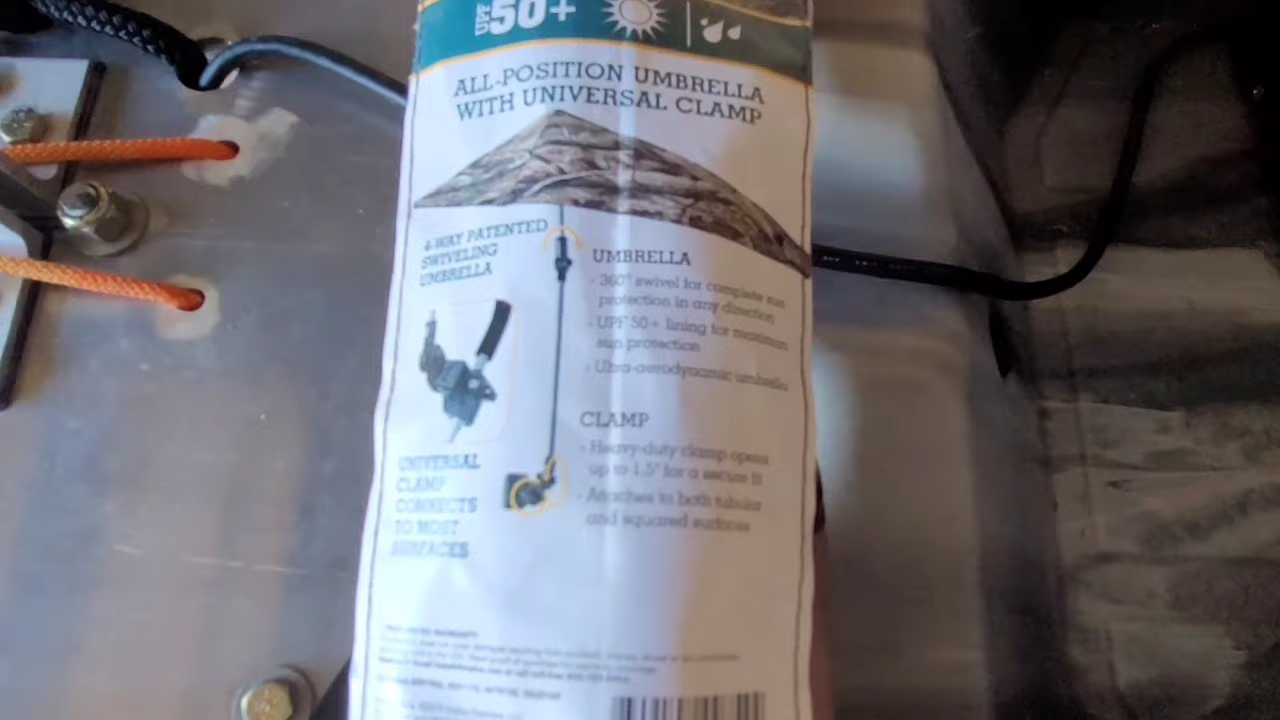 UPF 50+
ALL-POSITION UMBRELLA
WITH UNIVERSAL CLAMP
4-WAY PATENTED
SWIVELING
UMBRELLA
UMBRELLA
· 360° swivel for complete sun
protection in any direction
· UPF 50+ lining for maximum
sun protection
· Ultra-aerodynamic umbrella
CLAMP
· Heavy-duty clamp opens
up to 1.5" for a secure fit
· Attaches to both tubular
and squared surfaces
UNIVERSAL
CLAMP
CONNECTS
TO MOST
SURFACES